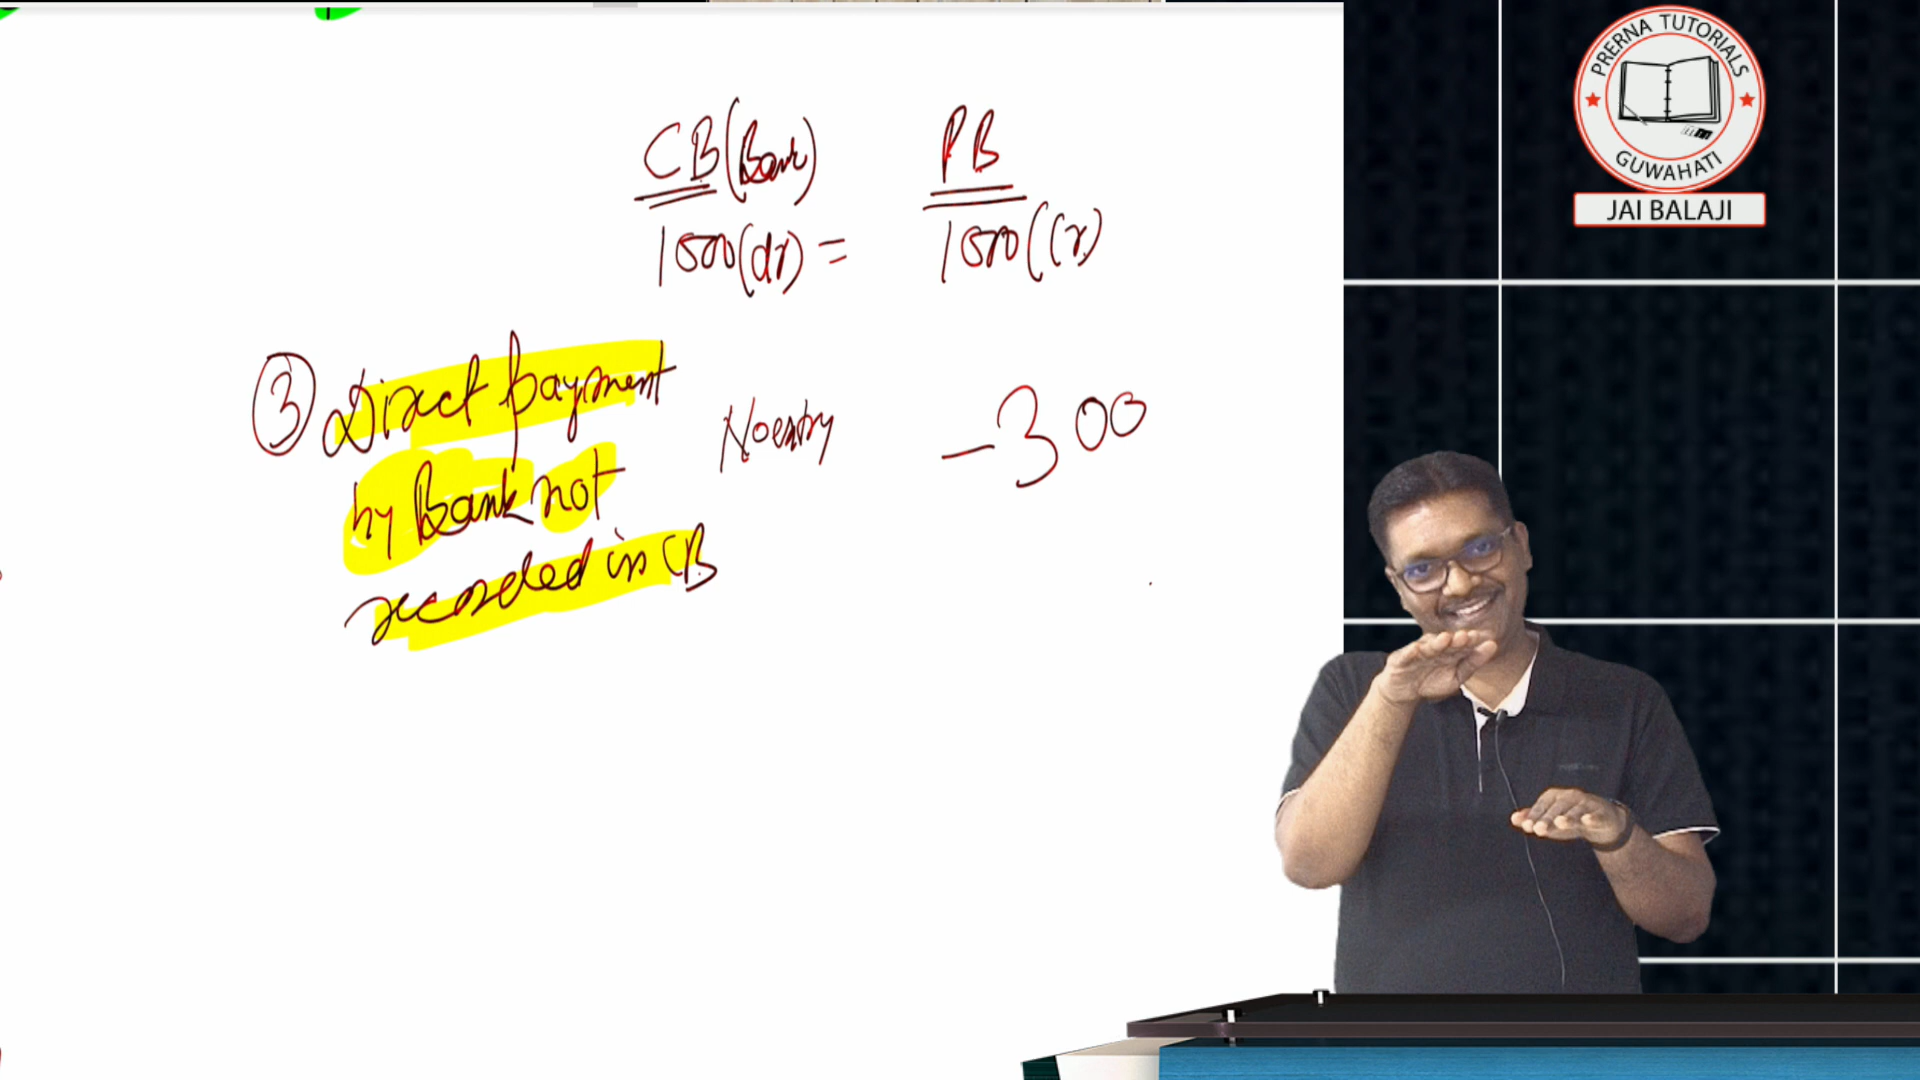 CB (Bank) PB
1500 (dr) = 1500 (Cr)
③ Direct payment
by Bank not
recorded in CB
No entry -300
PRERNA TUTORIALS
GUWAHATI
JAI BALAJI